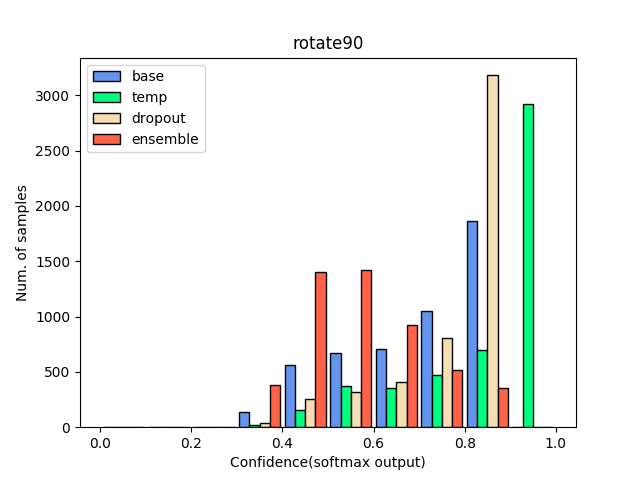 rotate90
base
temp
dropout
ensemble
Num. of samples
3000
2500
2000
1500
1000
500
0
0.0 0.2 0.4 0.6 0.8 1.0
Confidence(softmax output)